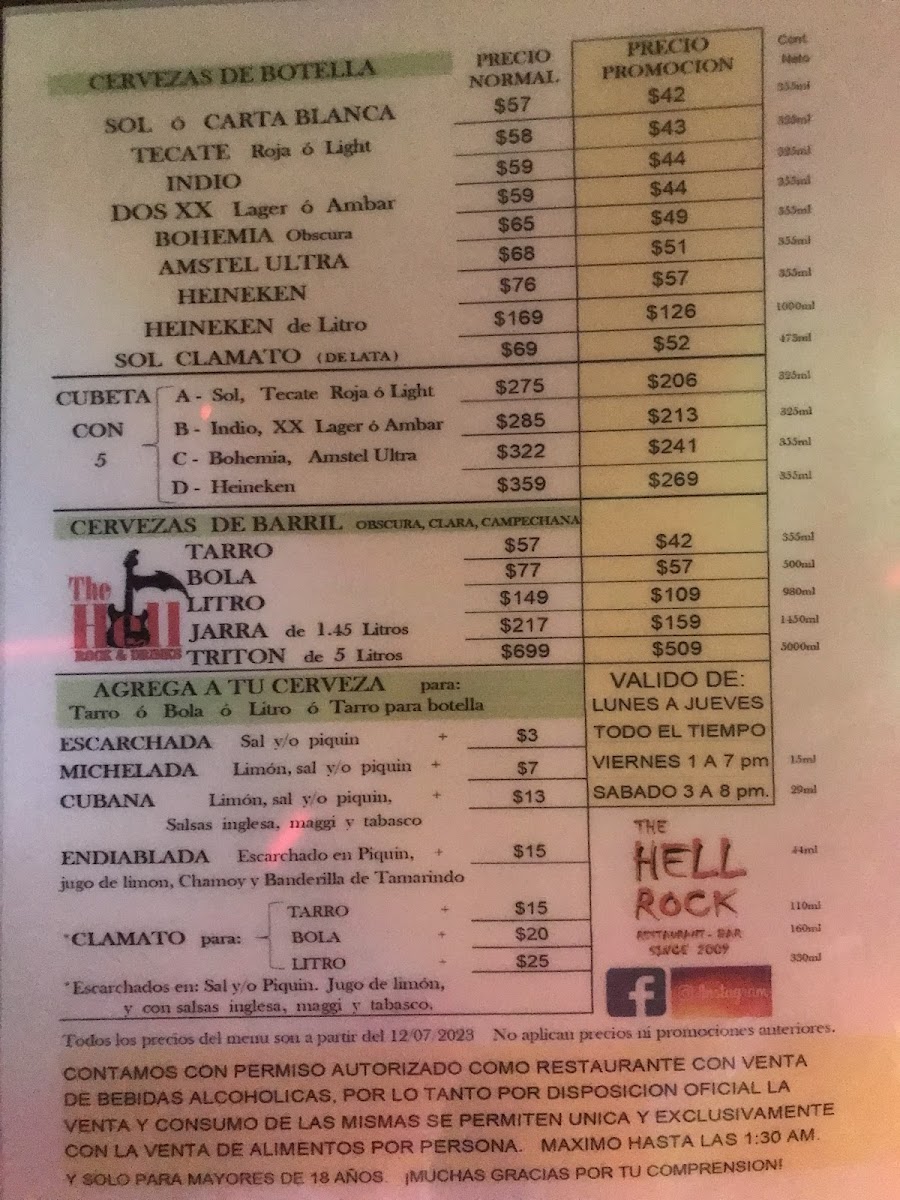 CERVEZAS DE BOTELLA PRECIO NORMAL PRECIO PROMOCION Cont. Neto
SOL ó CARTA BLANCA $57 $42 355ml
TECATE Roja ó Light $58 $43 325ml
INDIO $59 $44 325ml
DOS XX Lager ó Ambar $59 $44 355ml
BOHEMIA Obscura $65 $49 355ml
AMSTEL ULTRA $68 $51 355ml
HEINEKEN $76 $57 355ml
HEINEKEN de Litro $169 $126 1000ml
SOL CLAMATO (DE LATA) $69 $52 473ml
CUBETA CON 5
A - Sol, Tecate Roja ó Light $275 $206 325ml
B - Indio, XX Lager ó Ambar $285 $213 325ml
C - Bohemia, Amstel Ultra $322 $241 355ml
D - Heineken $359 $269 355ml
CERVEZAS DE BARRIL OBSCURA, CLARA, CAMPECHANA
TARRO $57 $42 355ml
BOLA $77 $57 500ml
LITRO $149 $109 980ml
JARRA de 1.45 Litros $217 $159 1450ml
TRITON de 5 Litros $699 $509 5000ml
The Hell
ROCK & DRINKS
AGREGA A TU CERVEZA para:
Tarro ó Bola ó Litro ó Tarro para botella
ESCARCHADA Sal y/o piquin + $3
MICHELADA Limón, sal y/o piquin + $7 15ml
CUBANA Limón, sal y/o piquin, + $13 29ml
Salsas inglesa, maggi y tabasco
ENDIABLADA Escarchado en Piquin, + $15 44ml
jugo de limon, Chamoy y Banderilla de Tamarindo
*CLAMATO para:
TARRO + $15 110ml
BOLA + $20 160ml
LITRO + $25 330ml
*Escarchados en: Sal y/o Piquin. Jugo de limón,
y con salsas inglesa, maggi y tabasco.
VALIDO DE:
LUNES A JUEVES
TODO EL TIEMPO
VIERNES 1 A 7 pm
SABADO 3 A 8 pm.
THE
HELL
ROCK
RESTAURANT - BAR
SINCE 2009
f @Instagram
Todos los precios del menu son a partir del 12/07/2023 No aplican precios ni promociones anteriores.
CONTAMOS CON PERMISO AUTORIZADO COMO RESTAURANTE CON VENTA
DE BEBIDAS ALCOHOLICAS, POR LO TANTO POR DISPOSICION OFICIAL LA
VENTA Y CONSUMO DE LAS MISMAS SE PERMITEN UNICA Y EXCLUSIVAMENTE
CON LA VENTA DE ALIMENTOS POR PERSONA. MAXIMO HASTA LAS 1:30 AM.
Y SOLO PARA MAYORES DE 18 AÑOS. ¡MUCHAS GRACIAS POR TU COMPRENSION!